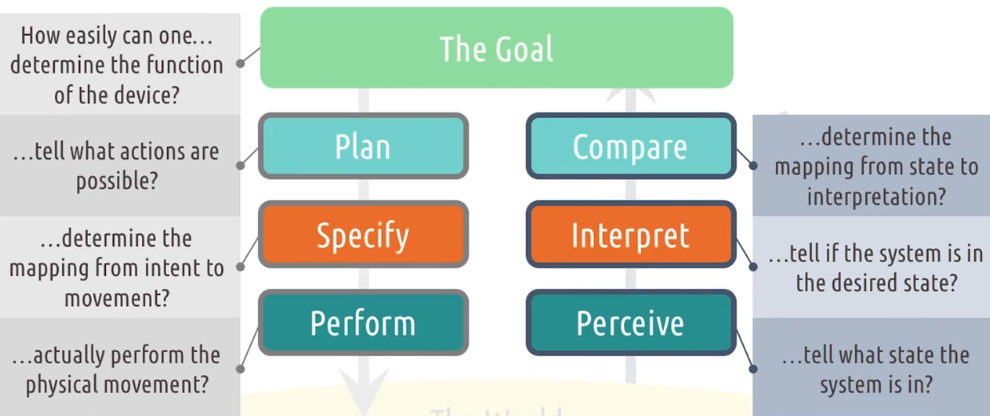 How easily can one...
determine the function
of the device?
The Goal
...tell what actions are
possible?
Plan
Compare
...determine the
mapping from state to
interpretation?
...determine the
mapping from intent to
movement?
Specify
Interpret
...tell if the system is in
the desired state?
Perform
Perceive
...actually perform the
physical movement?
...tell what state the
system is in?
The World